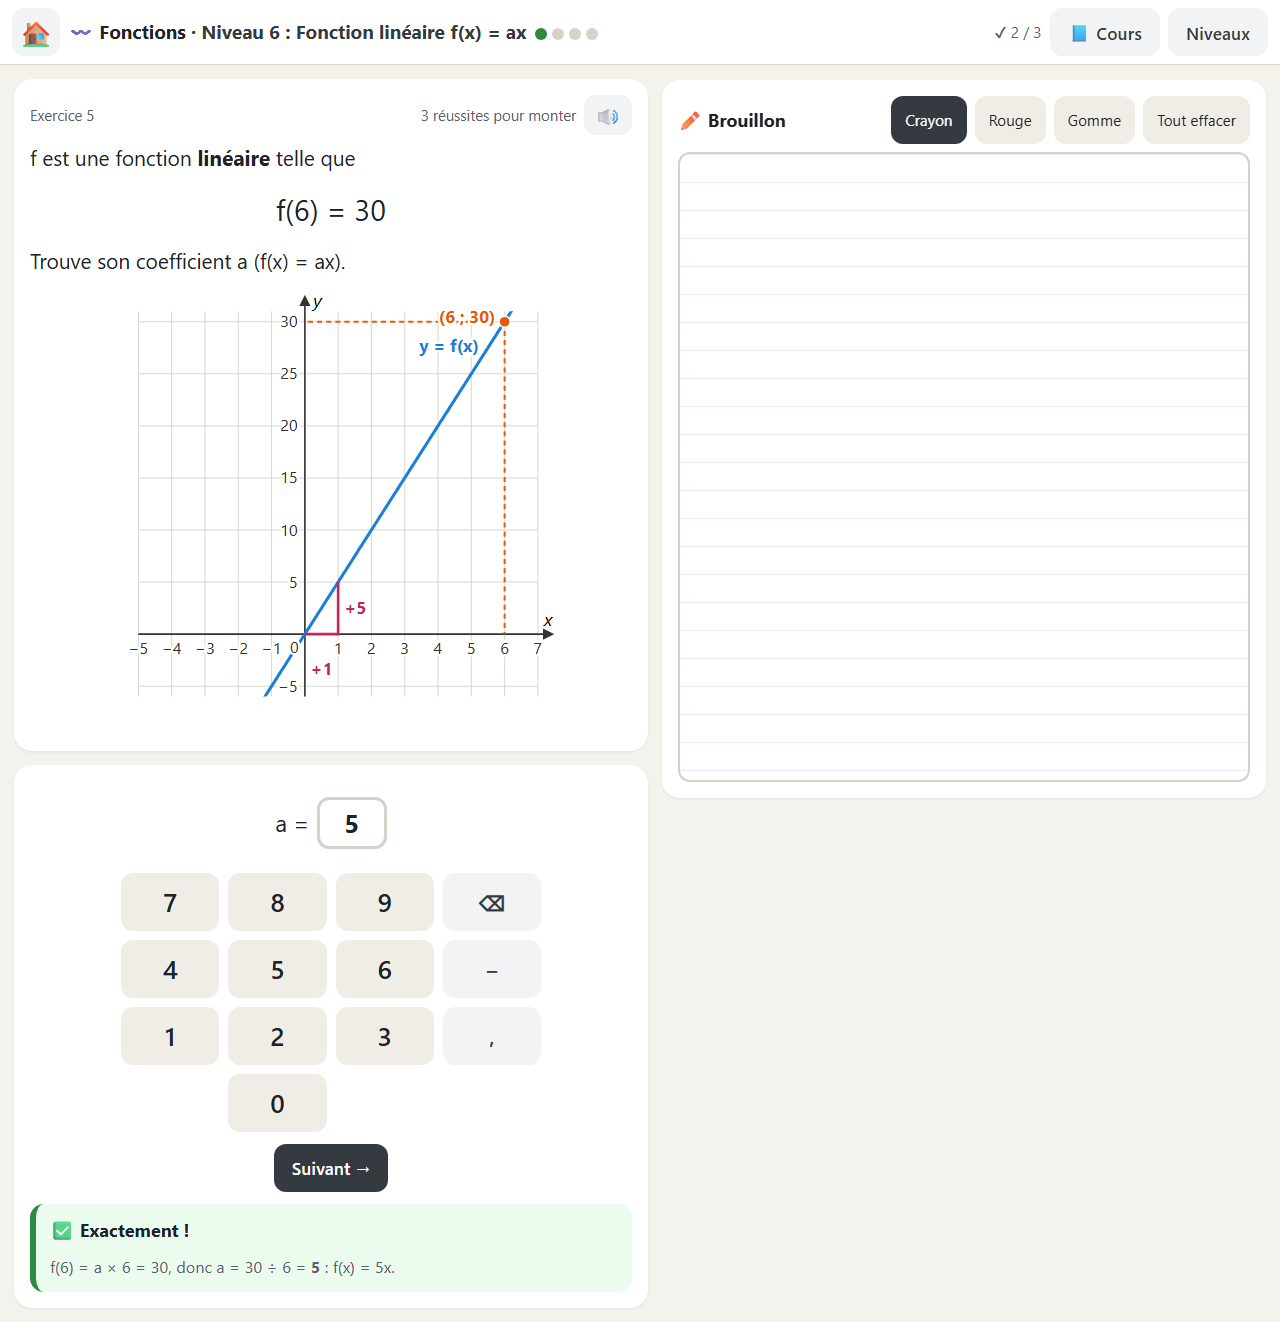 Fonctions · Niveau 6 : Fonction linéaire f(x) = ax
✓ 2 / 3
Cours
Niveaux
Exercice 5
3 réussites pour monter
f est une fonction linéaire telle que
f(6) = 30
Trouve son coefficient a (f(x) = ax).
y
30
(6 ; 30)
y = f(x)
25
20
15
10
5
+5
x
−5 −4 −3 −2 −1 0 1 2 3 4 5 6 7
+1
−5
a = 5
7 8 9 ⌫
4 5 6 −
1 2 3 ,
0
Suivant →
Exactement !
f(6) = a × 6 = 30, donc a = 30 ÷ 6 = 5 : f(x) = 5x.
Brouillon
Crayon
Rouge
Gomme
Tout effacer